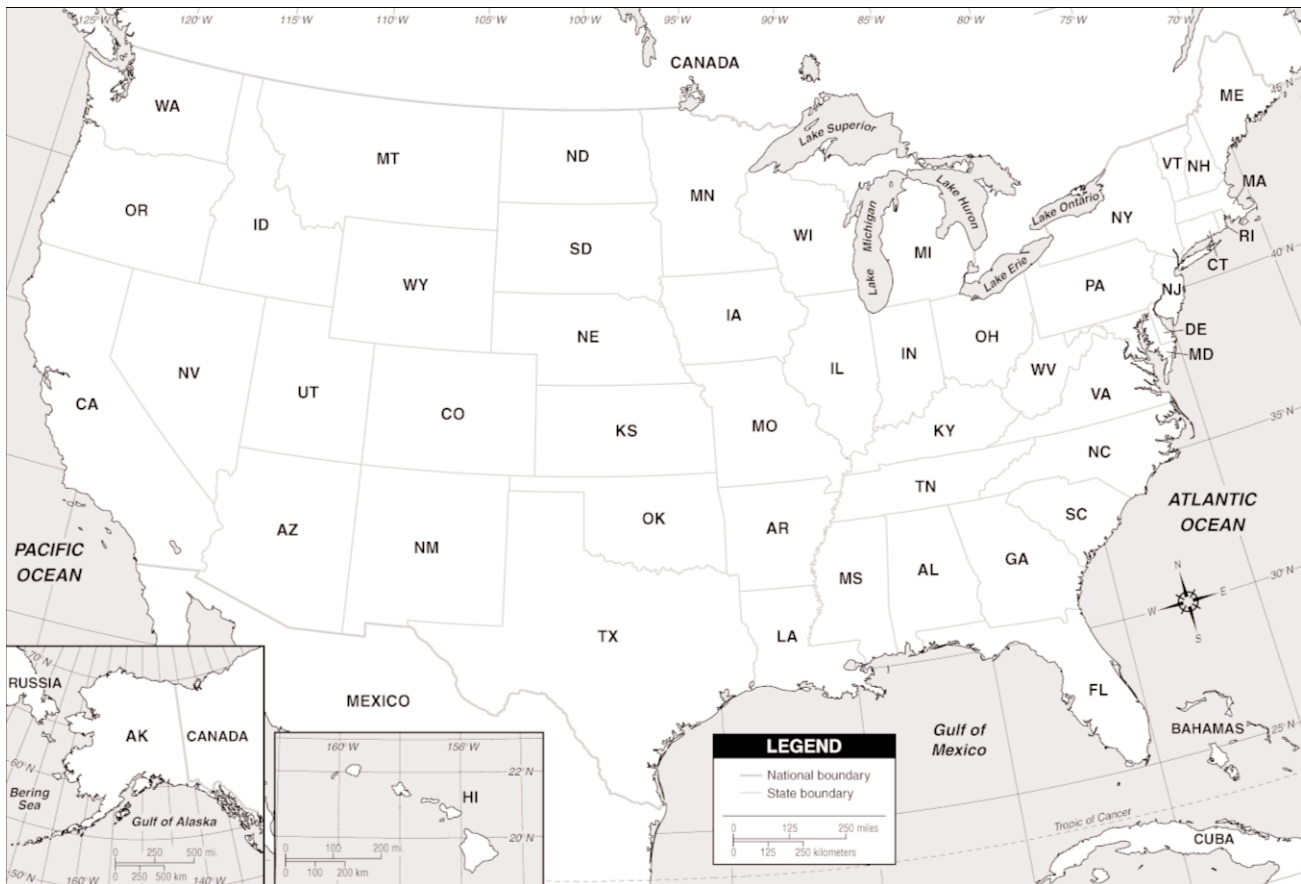 125°W
120°W
115°W
110°W
105°W
100°W
95°W
90°W
85°W
80°W
75°W
70°W
CANADA
WA
MT
ND
MN
Lake Superior
ME
45°N
VT
NH
MA
OR
ID
SD
WI
Lake Michigan
Lake Huron
MI
Lake Ontario
NY
RI
CT
40°N
WY
Lake Erie
PA
NJ
IA
NE
OH
DE
MD
NV
UT
CO
IL
IN
WV
VA
CA
KS
MO
KY
NC
35°N
TN
AZ
NM
OK
AR
SC
ATLANTIC
OCEAN
PACIFIC
OCEAN
MS
AL
GA
30°N
N
W
E
S
TX
LA
FL
MEXICO
Gulf of
Mexico
BAHAMAS
25°N
Tropic of Cancer
CUBA
70°N
RUSSIA
AK
CANADA
60°N
Bering
Sea
Gulf of Alaska
50°N
160°W
140°W
0 250 500 mi.
0 250 500 km
160°W
156°W
22°N
HI
20°N
0 100 200 mi.
0 100 200 km
LEGEND
National boundary
State boundary
0 125 250 miles
0 125 250 kilometers